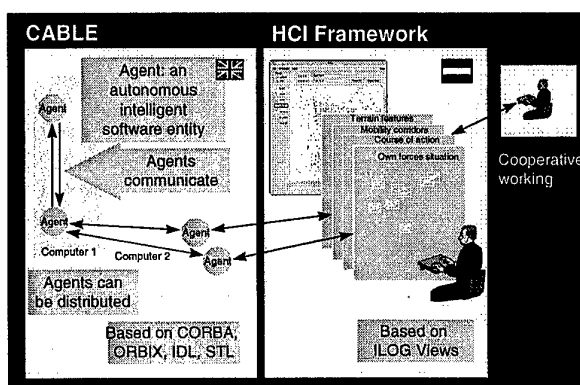 CABLE
HCI Framework
Agent: an
autonomous
intelligent
software entity
Agent
Agents
communicate
Agent
Computer 1
Computer 2
Agent
Agent
Agents can
be distributed
Based on CORBA,
ORBIX, IDL, STL
Terrain features
Mobility corridors
Course of action
Own forces situation
Based on
ILOG Views
Cooperative
working